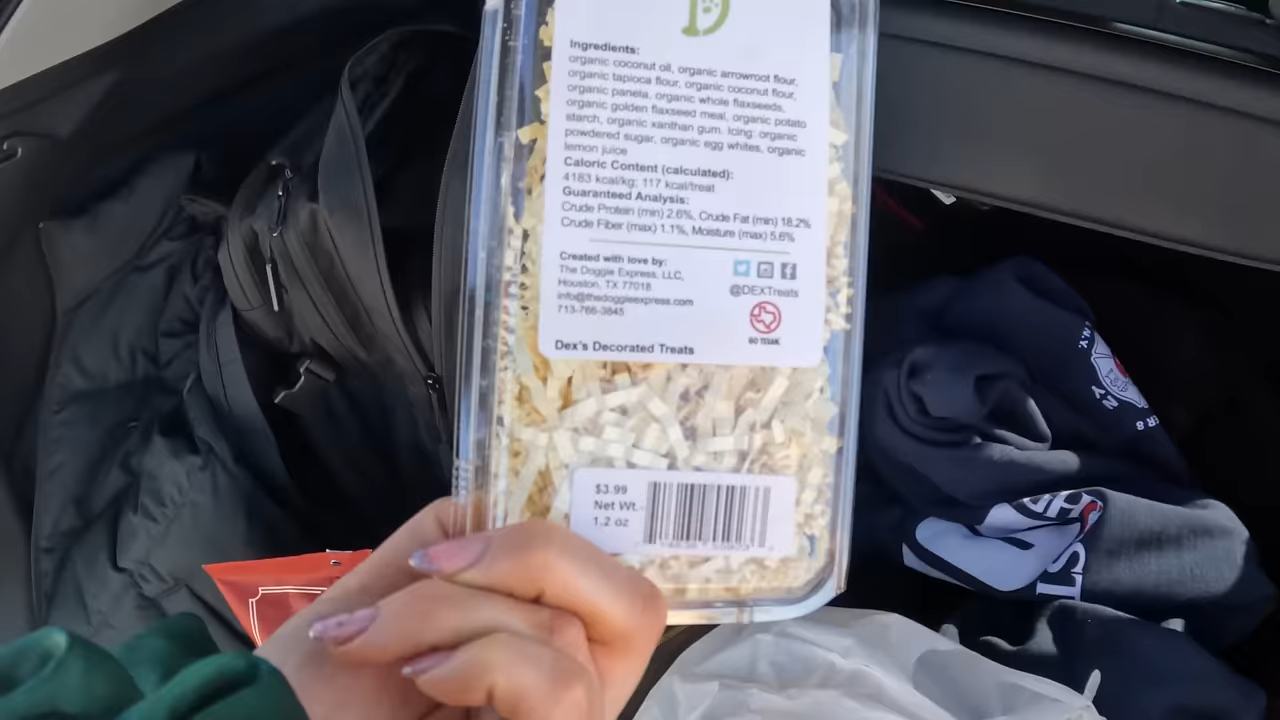 D
Ingredients:
organic coconut oil, organic arrowroot flour,
organic tapioca flour, organic coconut flour,
organic panela, organic whole flaxseeds,
organic golden flaxseed meal, organic potato
starch, organic xanthan gum. Icing: organic
powdered sugar, organic egg whites, organic
lemon juice
Caloric Content (calculated):
4183 kcal/kg; 117 kcal/treat
Guaranteed Analysis:
Crude Protein (min) 2.6%, Crude Fat (min) 18.2%
Crude Fiber (max) 1.1%, Moisture (max) 5.6%
Created with love by:
The Doggie Express, LLC,
Houston, TX 77018
info@thedoggieexpress.com
713-766-3845
@DEXTreats
GO TEXAN
Dex's Decorated Treats
$3.99
Net Wt.
1.2 oz
N.Y.
NY
ST